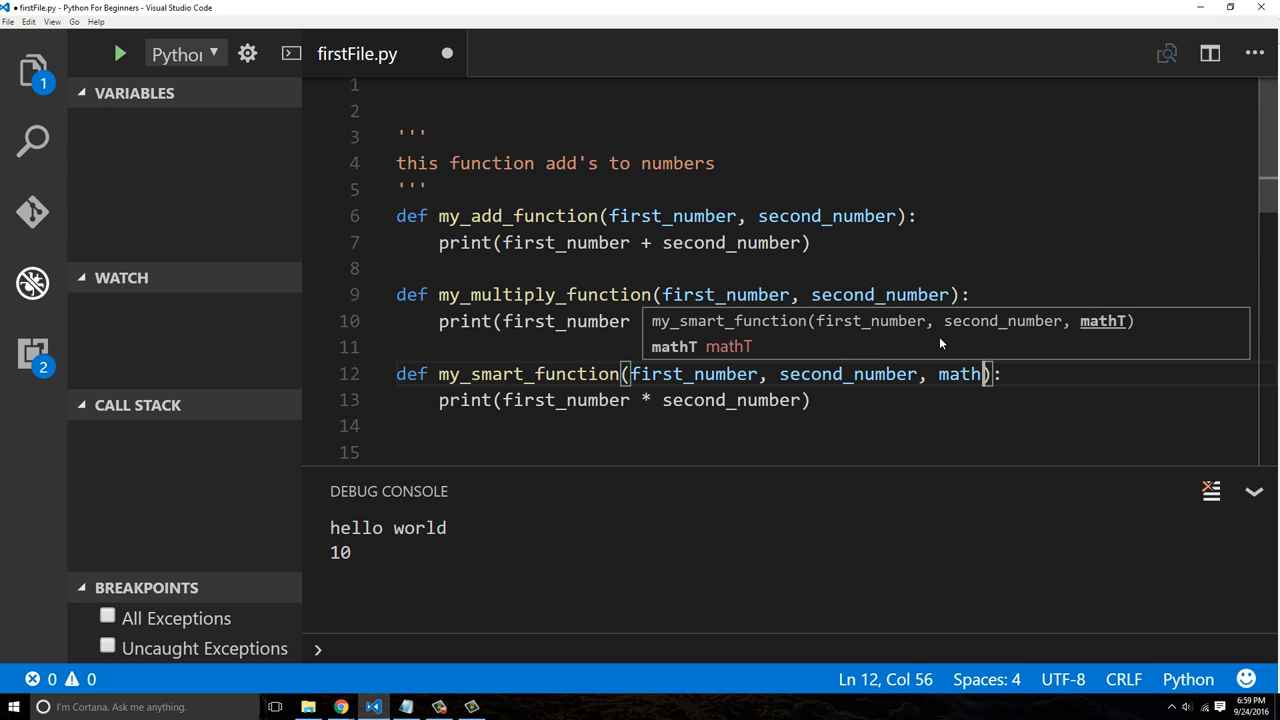 ● firstFile.py - Python For Beginners - Visual Studio Code
File Edit View Go Help
Python
firstFile.py
1
VARIABLES
WATCH
2
CALL STACK
BREAKPOINTS
All Exceptions
Uncaught Exceptions
1
2
3 '''
4 this function add's to numbers
5 '''
6 def my_add_function(first_number, second_number):
7 print(first_number + second_number)
8
9 def my_multiply_function(first_number, second_number):
10 print(first_number
my_smart_function(first_number, second_number, mathT)
mathT mathT
11
12 def my_smart_function(first_number, second_number, math):
13 print(first_number * second_number)
14
15
DEBUG CONSOLE
hello world
10
0 0
Ln 12, Col 56 Spaces: 4 UTF-8 CRLF Python
I'm Cortana. Ask me anything.
6:59 PM
9/24/2016